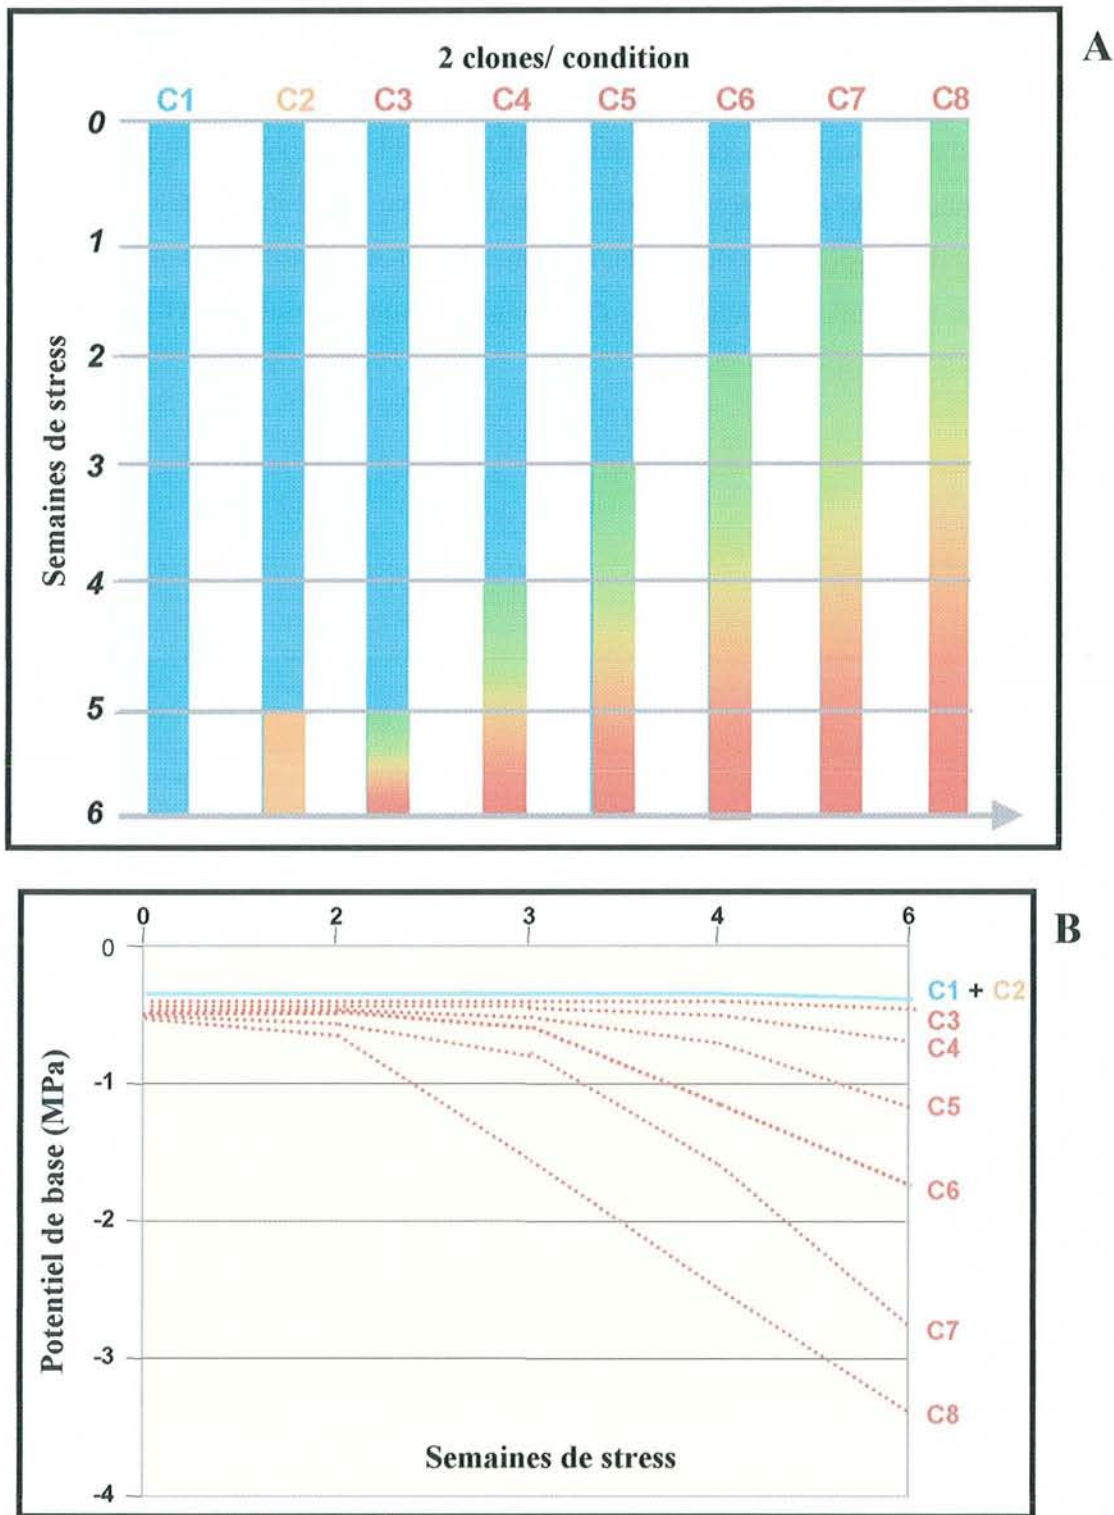 A
2 clones/ condition
C1 C2 C3 C4 C5 C6 C7 C8
0
1
2
3
4
5
6
Semaines de stress
B
0 2 3 4 6
0
-1
-2
-3
-4
Potentiel de base (MPa)
C1 + C2
C3
C4
C5
C6
C7
C8
Semaines de stress